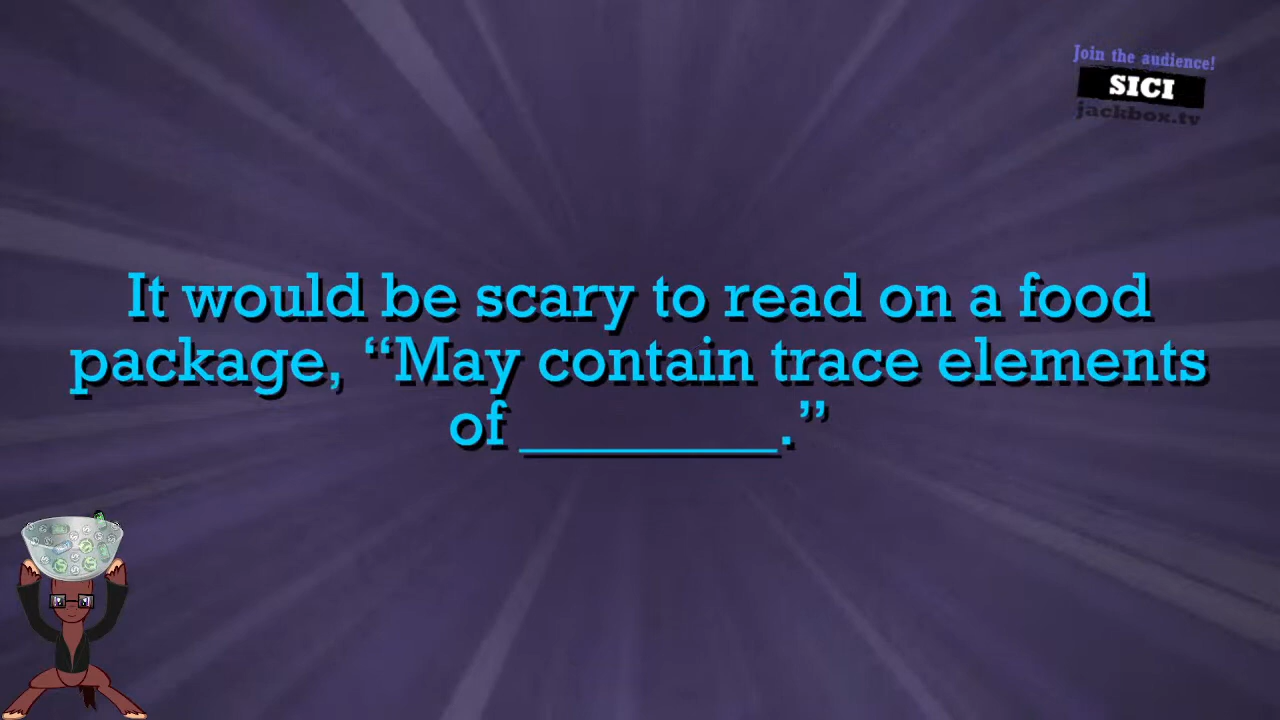 Join the audience!
SICI
jackbox.tv
It would be scary to read on a food
package, “May contain trace elements
of ________.”